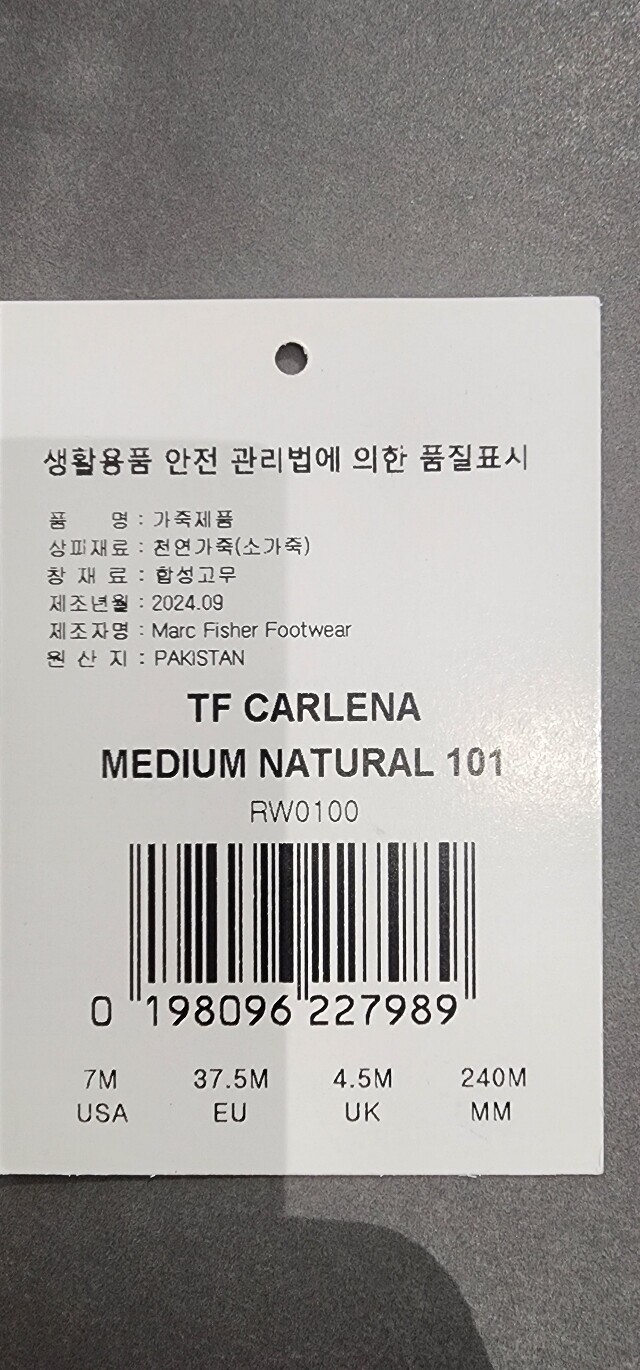 생활용품 안전 관리법에 의한 품질표시
품 명 : 가죽제품
상피재료 : 천연가죽(소가죽)
창 재 료 : 합성고무
제조년월 : 2024.09
제조자명 : Marc Fisher Footwear
원 산 지 : PAKISTAN
TF CARLENA
MEDIUM NATURAL 101
RW0100
0 198096 227989
7M 37.5M 4.5M 240M
USA EU UK MM